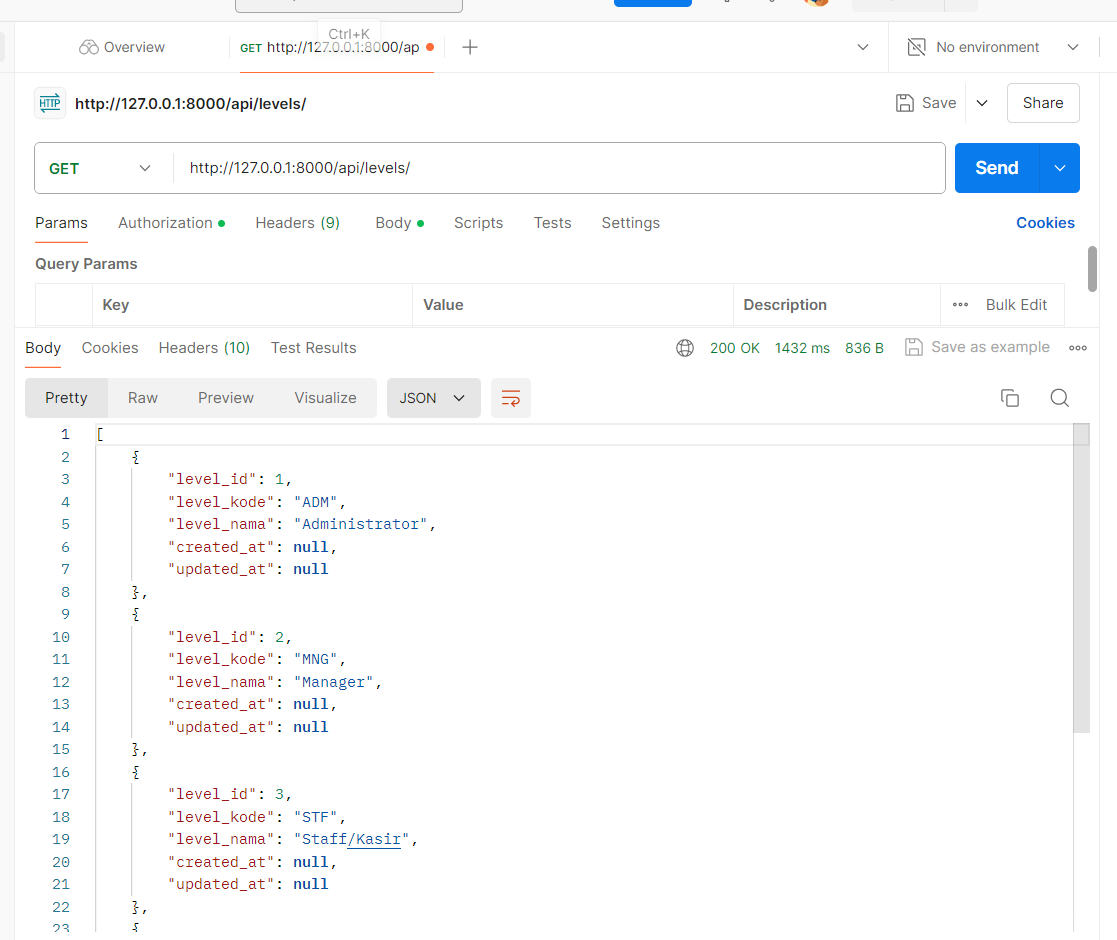 Ctrl+K
Overview GET http://127.0.0.1:8000/ap No environment
HTTP http://127.0.0.1:8000/api/levels/ Save Share
GET http://127.0.0.1:8000/api/levels/ Send
Params Authorization Headers (9) Body Scripts Tests Settings Cookies
Query Params
Key Value Description Bulk Edit
Body Cookies Headers (10) Test Results 200 OK 1432 ms 836 B Save as example
Pretty Raw Preview Visualize JSON
1 [
2 {
3 "level_id": 1,
4 "level_kode": "ADM",
5 "level_nama": "Administrator",
6 "created_at": null,
7 "updated_at": null
8 },
9 {
10 "level_id": 2,
11 "level_kode": "MNG",
12 "level_nama": "Manager",
13 "created_at": null,
14 "updated_at": null
15 },
16 {
17 "level_id": 3,
18 "level_kode": "STF",
19 "level_nama": "Staff/Kasir",
20 "created_at": null,
21 "updated_at": null
22 },
23 {